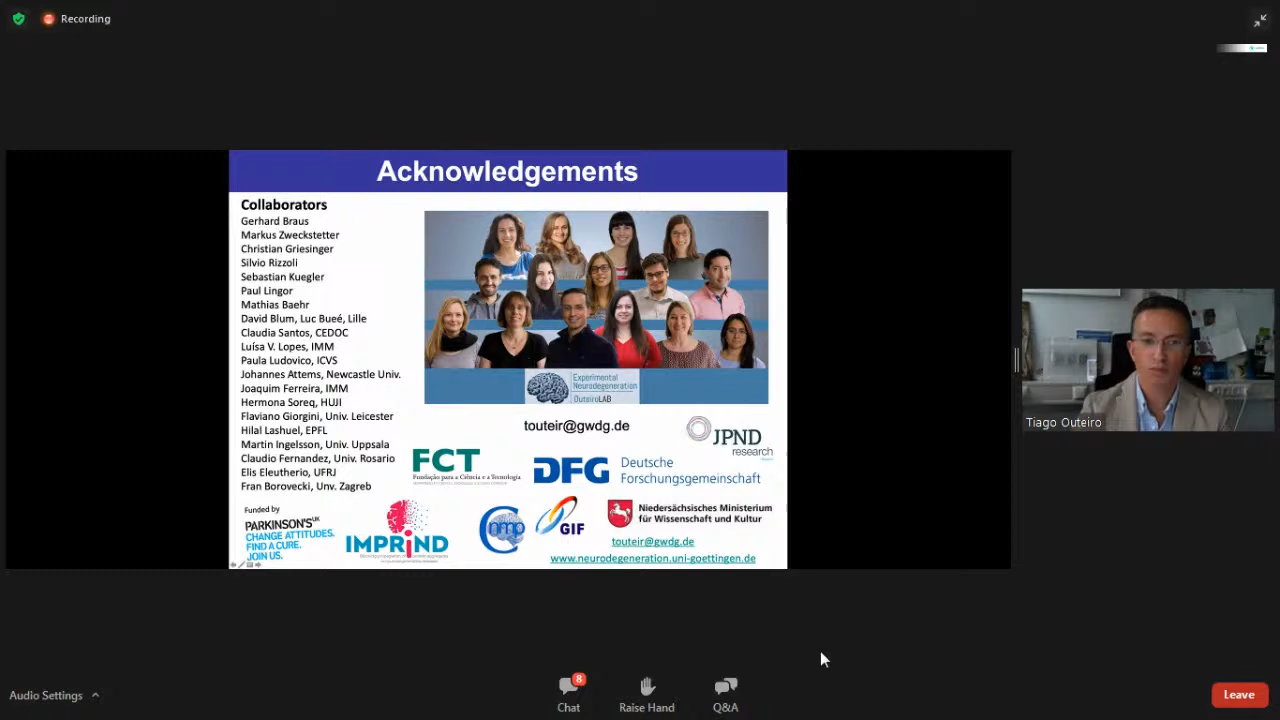 Recording
Acknowledgements
Collaborators
Gerhard Braus
Markus Zweckstetter
Christian Griesinger
Silvio Rizzoli
Sebastian Kuegler
Paul Lingor
Mathias Baehr
David Blum, Luc Bueé, Lille
Claudia Santos, CEDOC
Luísa V. Lopes, IMM
Paula Ludovico, ICVS
Johannes Attems, Newcastle Univ.
Joaquim Ferreira, IMM
Hermona Soreq, HUJI
Flaviano Giorgini, Univ. Leicester
Hilal Lashuel, EPFL
Martin Ingelsson, Univ. Uppsala
Claudio Fernandez, Univ. Rosario
Elis Eleutherio, UFRJ
Fran Borovecki, Unv. Zagreb
Experimental
Neurodegeneration
OuteiroLAB
touteir@gwdg.de
JPND
research
FCT
Fundação para a Ciência e a Tecnologia
DFG
Deutsche
Forschungsgemeinschaft
Funded by
PARKINSON'S UK
CHANGE ATTITUDES.
FIND A CURE.
JOIN US.
IMPRiND
Cnmp
GIF
Niedersächsisches Ministerium
für Wissenschaft und Kultur
touteir@gwdg.de
www.neurodegeneration.uni-goettingen.de
Tiago Outeiro
Audio Settings
8
Chat
Raise Hand
Q&A
Leave